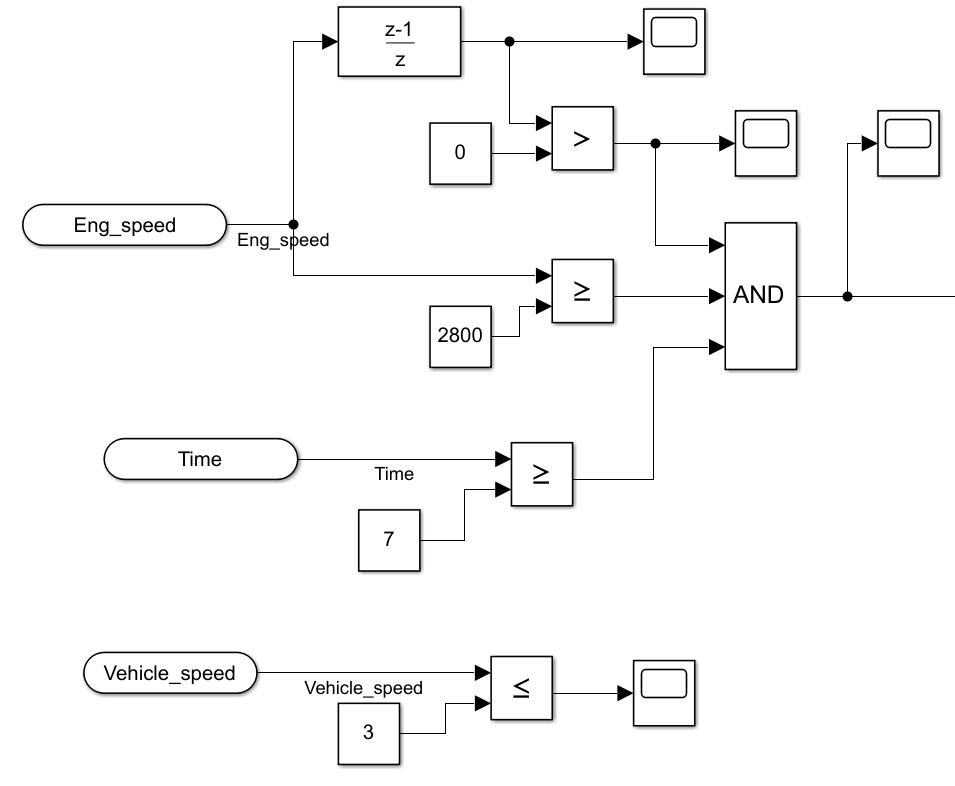 z-1
z
0
>
Eng_speed
Eng_speed
≥
2800
AND
Time
Time
≥
7
Vehicle_speed
Vehicle_speed
≤
3